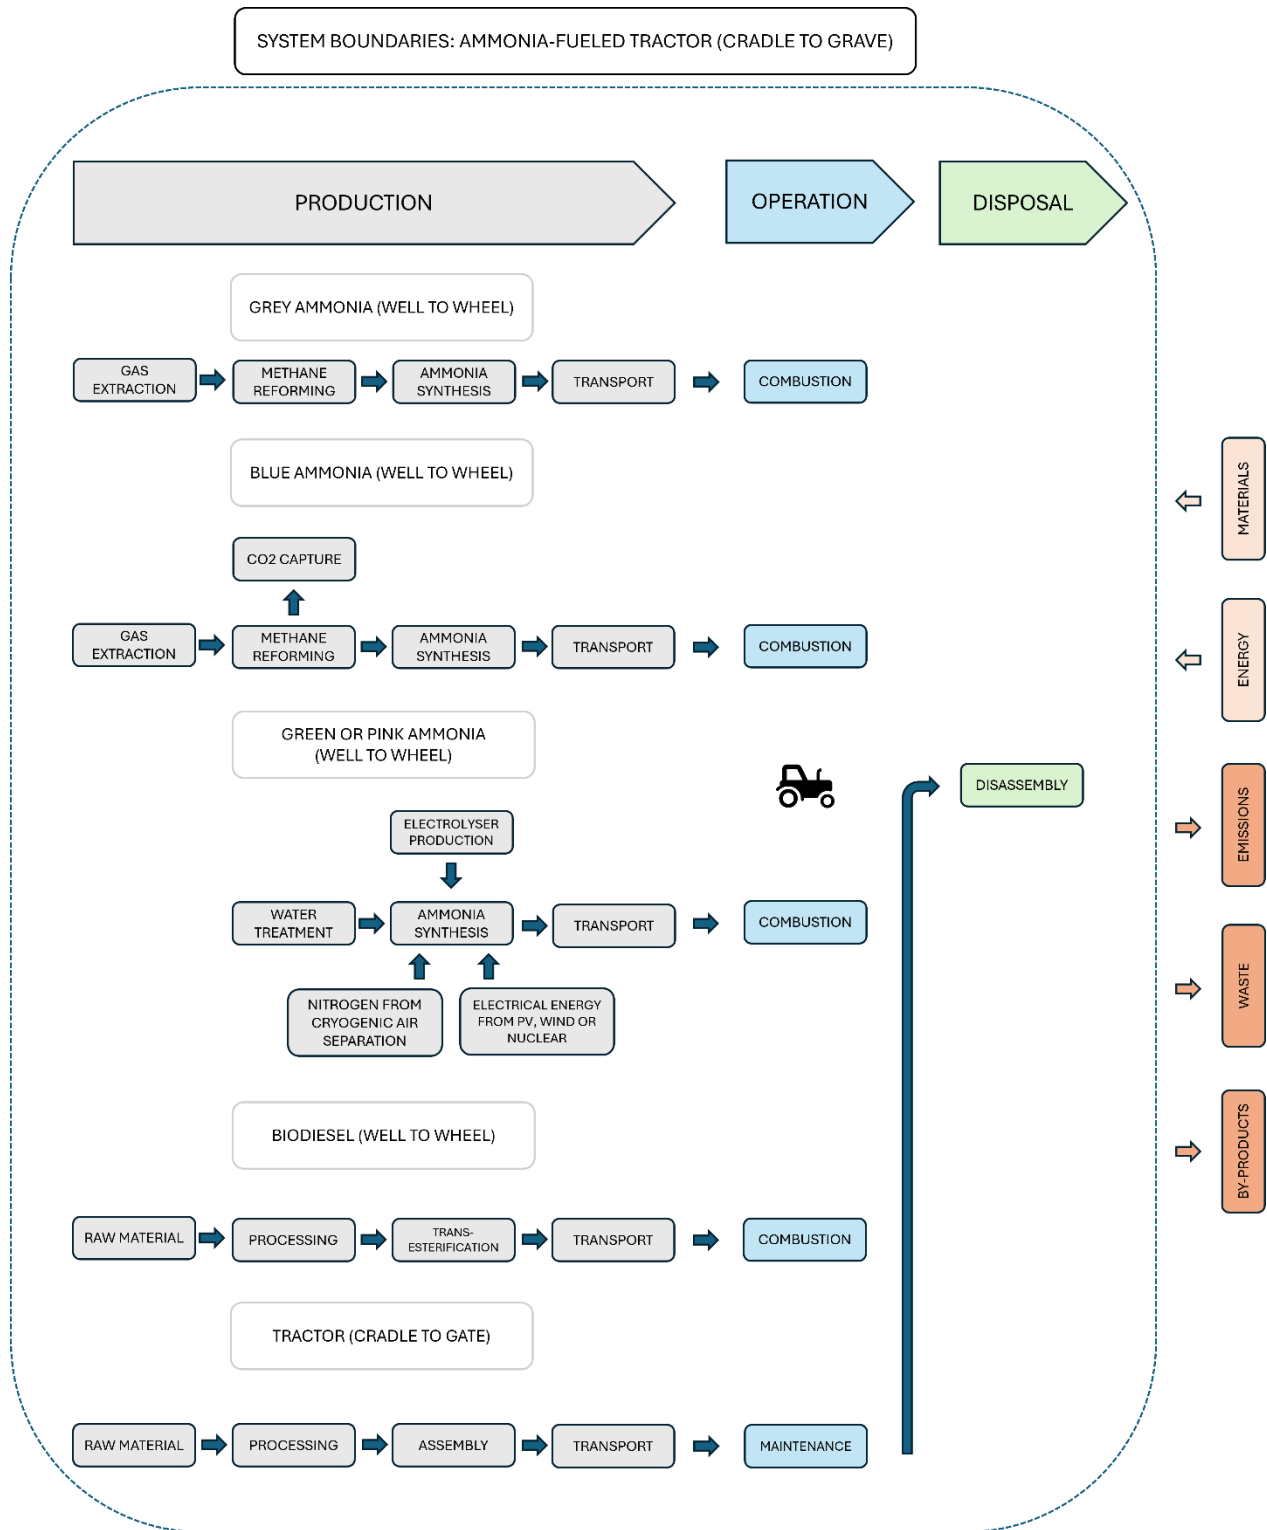 SYSTEM BOUNDARIES: AMMONIA-FUELED TRACTOR (CRADLE TO GRAVE)
PRODUCTION
OPERATION
DISPOSAL
GREY AMMONIA (WELL TO WHEEL)
GAS
EXTRACTION
METHANE
REFORMING
AMMONIA
SYNTHESIS
TRANSPORT
COMBUSTION
BLUE AMMONIA (WELL TO WHEEL)
CO2 CAPTURE
GAS
EXTRACTION
METHANE
REFORMING
AMMONIA
SYNTHESIS
TRANSPORT
COMBUSTION
GREEN OR PINK AMMONIA
(WELL TO WHEEL)
ELECTROLYSER
PRODUCTION
WATER
TREATMENT
AMMONIA
SYNTHESIS
TRANSPORT
COMBUSTION
NITROGEN FROM
CRYOGENIC AIR
SEPARATION
ELECTRICAL ENERGY
FROM PV, WIND OR
NUCLEAR
DISASSEMBLY
BIODIESEL (WELL TO WHEEL)
RAW MATERIAL
PROCESSING
TRANS-
ESTERIFICATION
TRANSPORT
COMBUSTION
TRACTOR (CRADLE TO GATE)
RAW MATERIAL
PROCESSING
ASSEMBLY
TRANSPORT
MAINTENANCE
MATERIALS
ENERGY
EMISSIONS
WASTE
BY-PRODUCTS